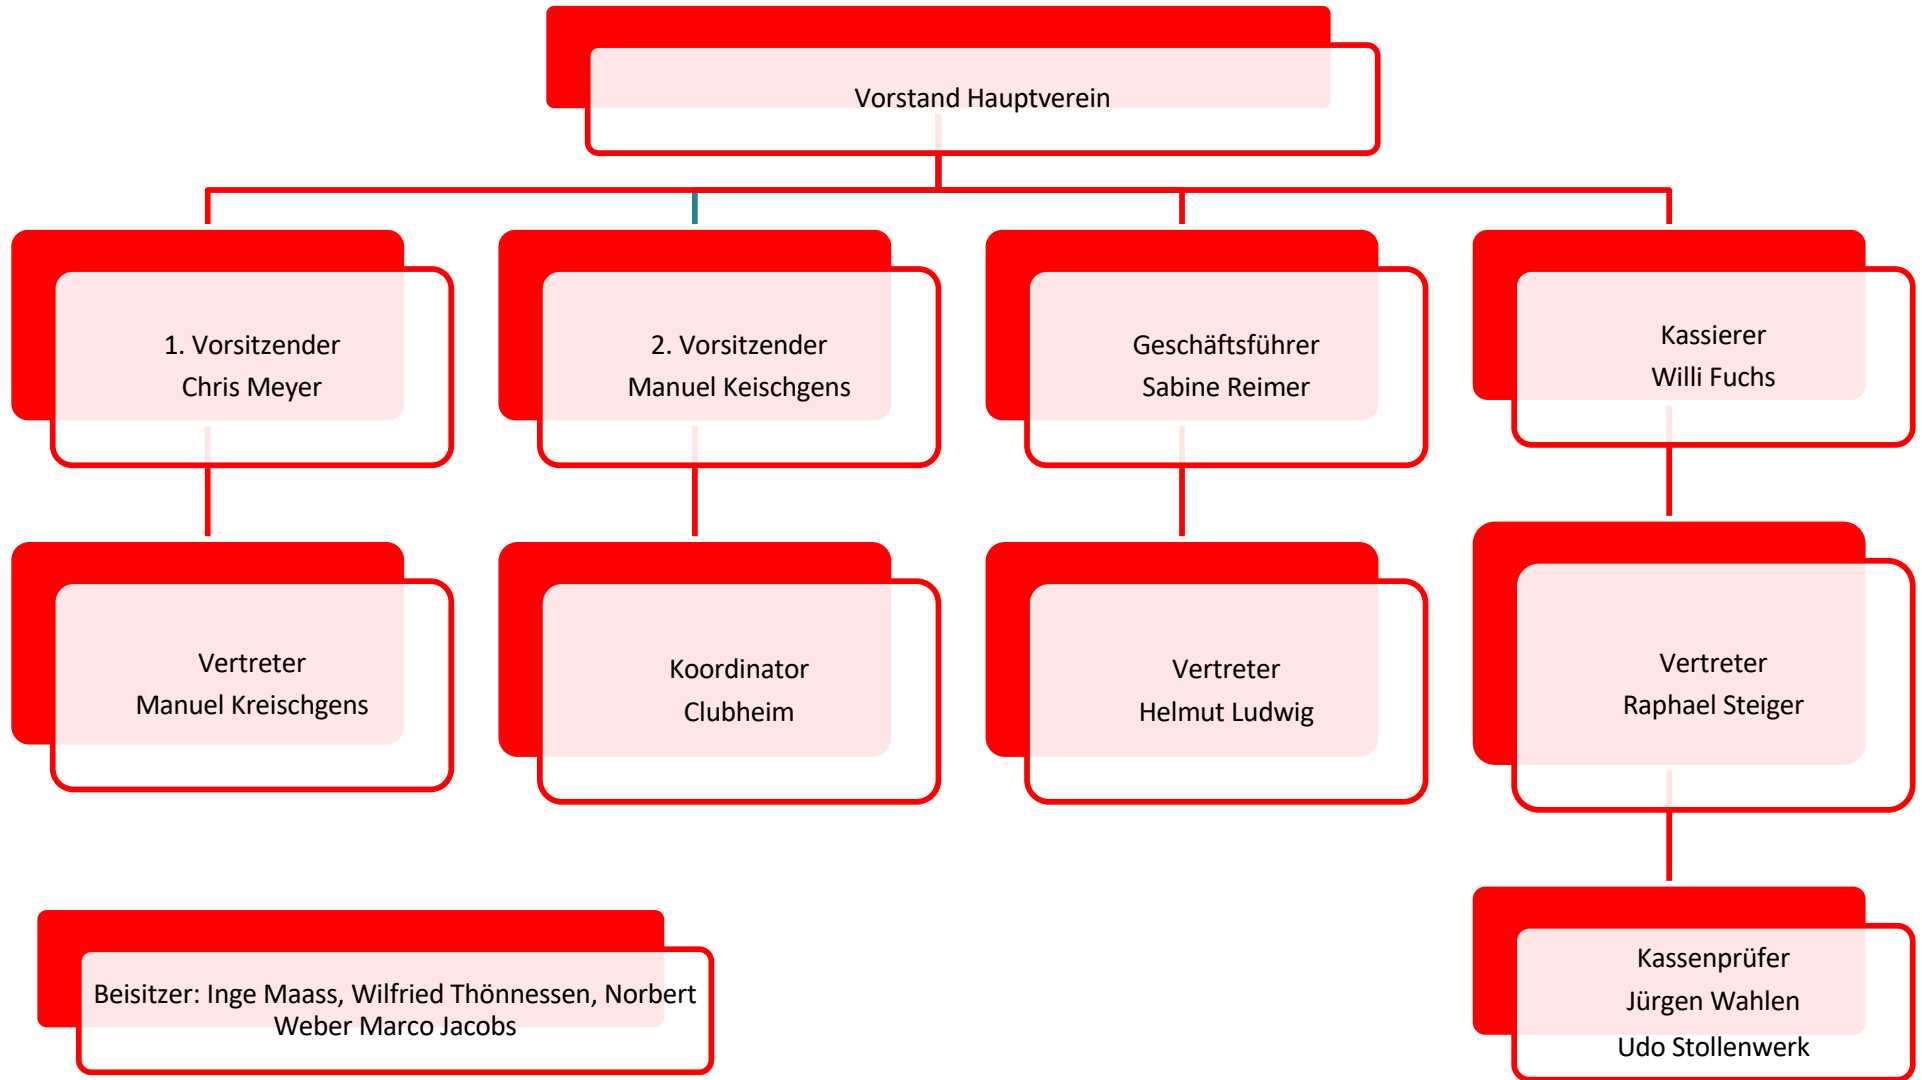 Vorstand Hauptverein
1. Vorsitzender
Chris Meyer
2. Vorsitzender
Manuel Keischgens
Geschäftsführer
Sabine Reimer
Kassierer
Willi Fuchs
Vertreter
Manuel Kreischgens
Koordinator
Clubheim
Vertreter
Helmut Ludwig
Vertreter
Raphael Steiger
Beisitzer: Inge Maass, Wilfried Thönnessen, Norbert
Weber Marco Jacobs
Kassenprüfer
Jürgen Wahlen
Udo Stollenwerk